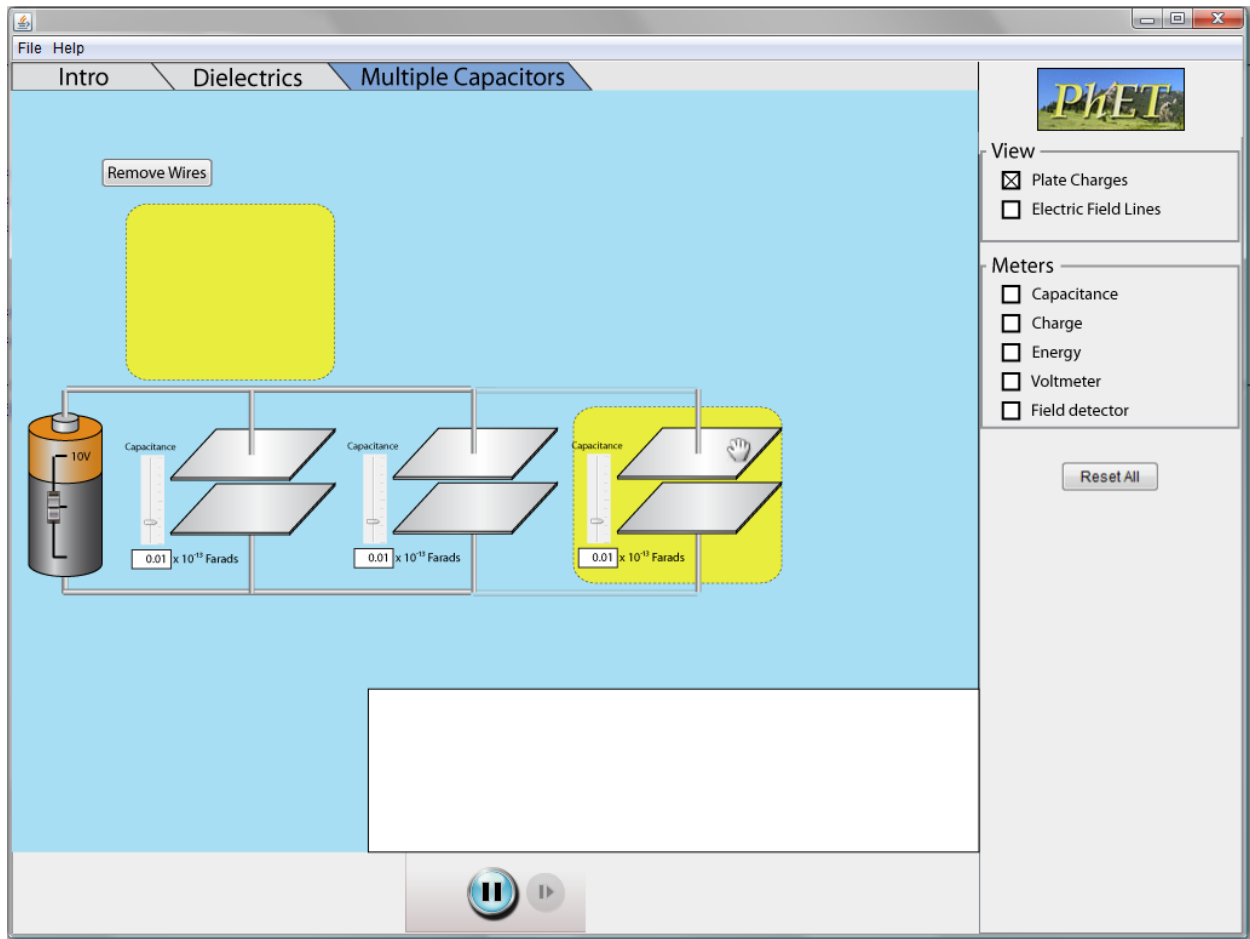 File Help
Intro Dielectrics Multiple Capacitors
PhET
Remove Wires
View
Plate Charges
Electric Field Lines
Meters
Capacitance
Charge
Energy
Voltmeter
Field detector
Reset All
10V
Capacitance
0.01 x 10⁻¹³ Farads
Capacitance
0.01 x 10⁻¹³ Farads
Capacitance
0.01 x 10⁻¹³ Farads